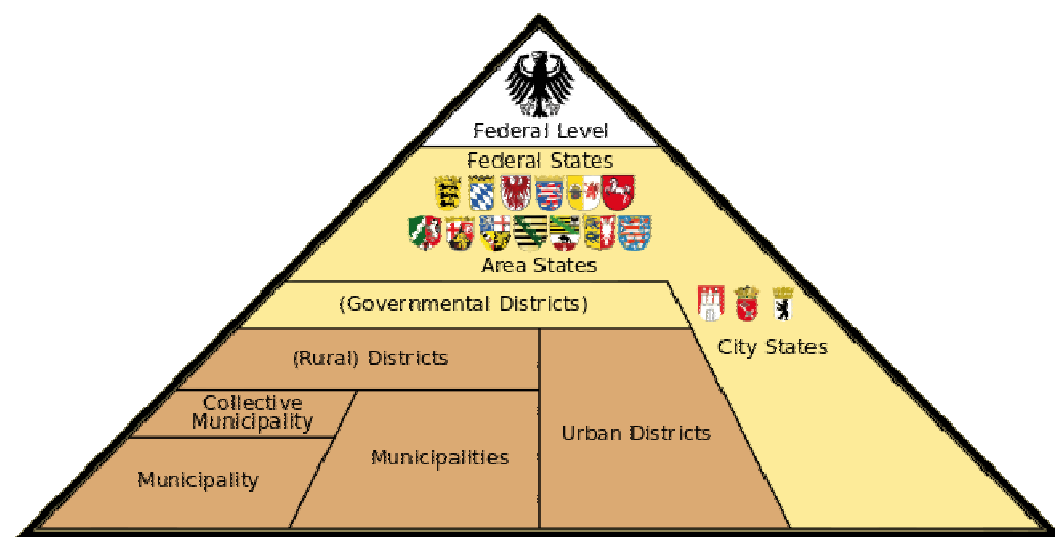 Federal Level
Federal States
Area States
(Governmental Districts)
City States
(Rural) Districts
Collective
Municipality
Urban Districts
Municipalities
Municipality